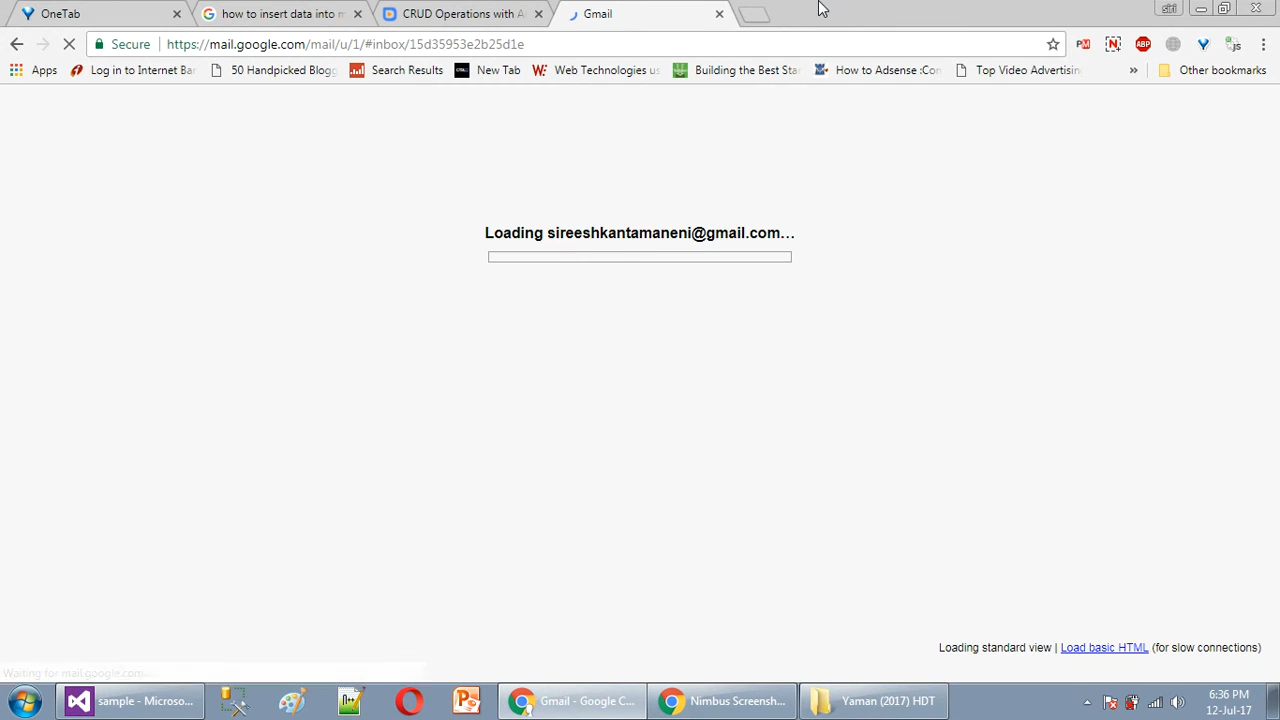 OneTab
how to insert data into m
CRUD Operations with A
Gmail
siri
Secure
https://mail.google.com/mail/u/1/#inbox/15d35953e2b25d1e
Apps
Log in to Internet Ba
50 Handpicked Blog
Search Results
New Tab
Web Technologies us
Building the Best Sta
How to Adsense :Con
Top Video Advertisin
»
Other bookmarks
Loading sireeshkantamaneni@gmail.com…
Loading standard view | Load basic HTML (for slow connections)
Waiting for mail.google.com...
sample - Microso...
Gmail - Google C...
Nimbus Screensh...
Yaman (2017) HDT
6:36 PM
12-Jul-17